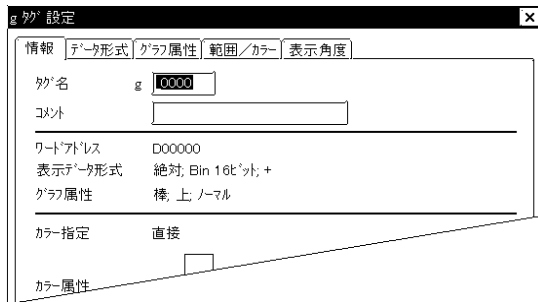 g ﾀｸﾞ 設定
情報 ﾃﾞｰﾀ形式 ｸﾞﾗﾌ属性 範囲／ｶﾗｰ 表示角度
ﾀｸﾞ名 g 0000
ｺﾒﾝﾄ
ﾜｰﾄﾞｱﾄﾞﾚｽ D00000
表示ﾃﾞｰﾀ形式 絶対; Bin 16ﾋﾞｯﾄ; +
ｸﾞﾗﾌ属性 棒; 上; ﾉｰﾏﾙ
ｶﾗｰ指定 直接
ｶﾗｰ属性